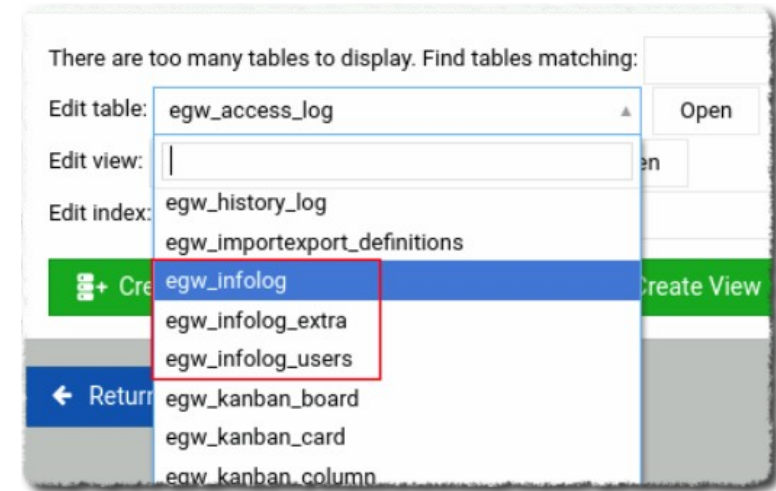 There are too many tables to display. Find tables matching:
Edit table: egw_access_log Open
Edit view:
Edit index:
egw_history_log
egw_importexport_definitions
egw_infolog
egw_infolog_extra
egw_infolog_users
egw_kanban_board
egw_kanban_card
egw_kanban_column
Create View
Return